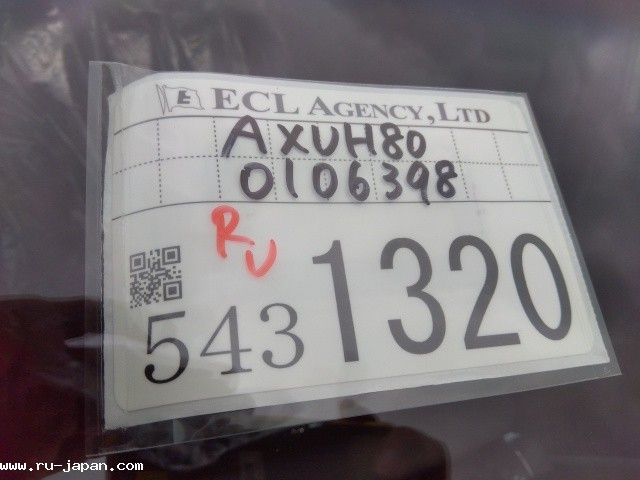 E ECL AGENCY,LTD
AXUH80
0106398
RU
5431320
www.ru-japan.com